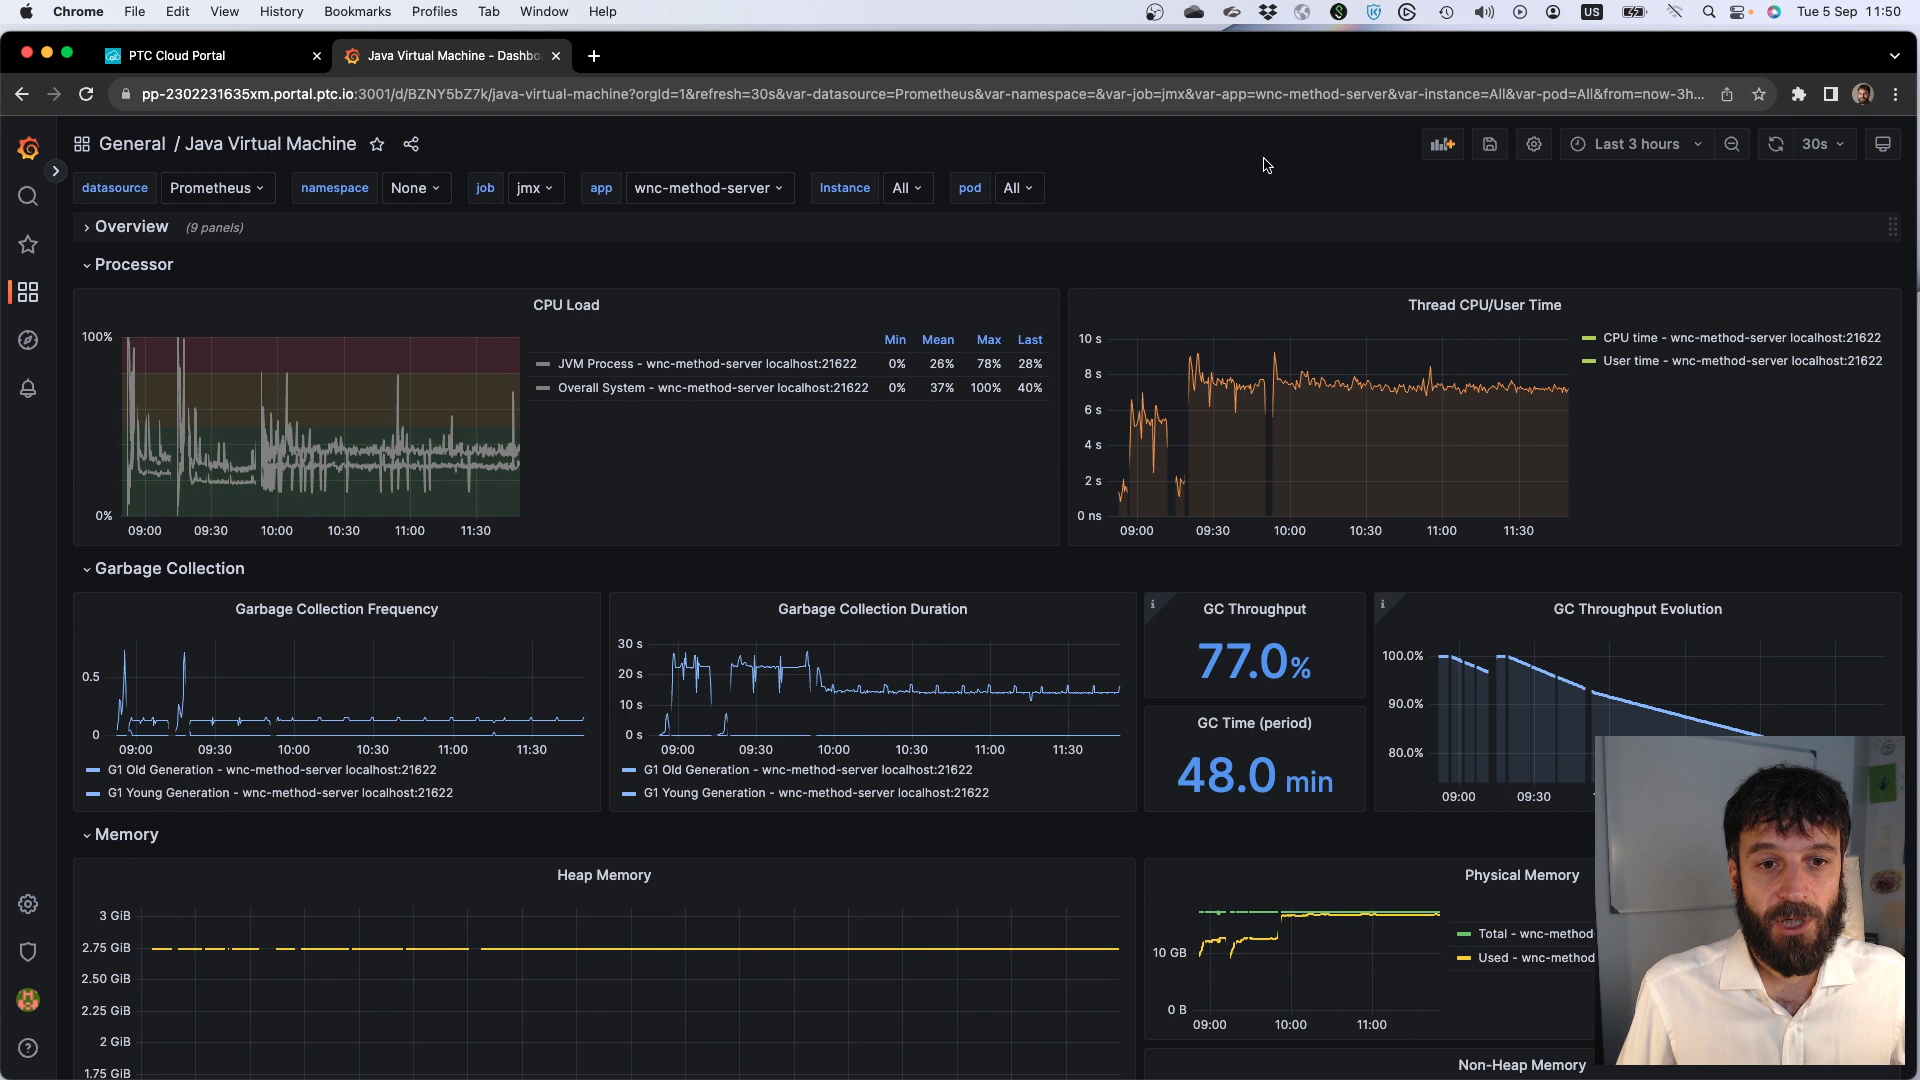 Chrome File Edit View History Bookmarks Profiles Tab Window Help US Tue 5 Sep 11:50
PTC Cloud Portal
Java Virtual Machine - Dashbo
pp-2302231635xm.portal.ptc.io:3001/d/BZNY5bZ7k/java-virtual-machine?orgId=1&refresh=30s&var-datasource=Prometheus&var-namespace=&var-job=jmx&var-app=wnc-method-server&var-instance=All&var-pod=All&from=now-3h...
General / Java Virtual Machine
Last 3 hours
30s
datasource Prometheus namespace None job jmx app wnc-method-server Instance All pod All
Overview (9 panels)
Processor
CPU Load
100%
0%
09:00 09:30 10:00 10:30 11:00 11:30
Min Mean Max Last
JVM Process - wnc-method-server localhost:21622 0% 26% 78% 28%
Overall System - wnc-method-server localhost:21622 0% 37% 100% 40%
Thread CPU/User Time
10 s
8 s
6 s
4 s
2 s
0 ns
09:00 09:30 10:00 10:30 11:00 11:30
CPU time - wnc-method-server localhost:21622
User time - wnc-method-server localhost:21622
Garbage Collection
Garbage Collection Frequency
0.5
0
09:00 09:30 10:00 10:30 11:00 11:30
G1 Old Generation - wnc-method-server localhost:21622
G1 Young Generation - wnc-method-server localhost:21622
Garbage Collection Duration
30 s
20 s
10 s
0 s
09:00 09:30 10:00 10:30 11:00 11:30
G1 Old Generation - wnc-method-server localhost:21622
G1 Young Generation - wnc-method-server localhost:21622
GC Throughput
77.0%
GC Time (period)
48.0 min
GC Throughput Evolution
100.0%
90.0%
80.0%
09:00 09:30
Memory
Heap Memory
3 GiB
2.75 GiB
2.50 GiB
2.25 GiB
2 GiB
1.75 GiB
Physical Memory
10 GB
0 B
09:00 10:00 11:00
Total - wnc-method
Used - wnc-method
Non-Heap Memory